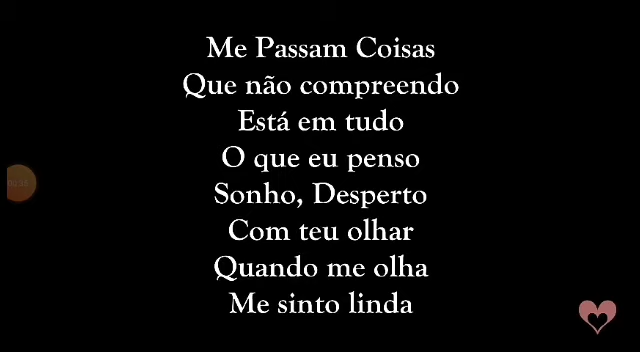 Me Passam Coisas
Que não compreendo
Está em tudo
O que eu penso
Sonho, Desperto
Com teu olhar
Quando me olha
Me sinto linda